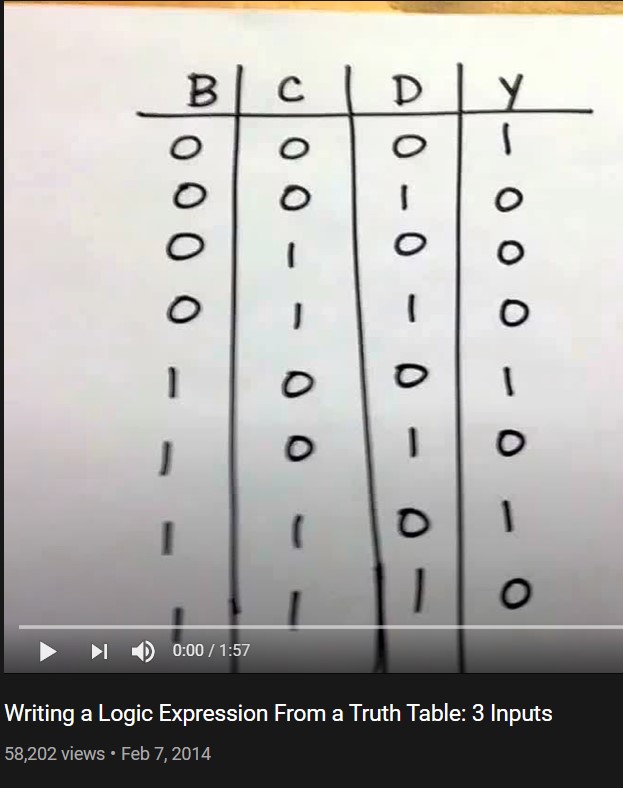 B C D Y
0 0 0 1
0 0 1 0
0 1 0 0
0 1 1 0
1 0 0 1
1 0 1 0
1 1 0 1
1 1 1 0
0:00 / 1:57
Writing a Logic Expression From a Truth Table: 3 Inputs
58,202 views • Feb 7, 2014